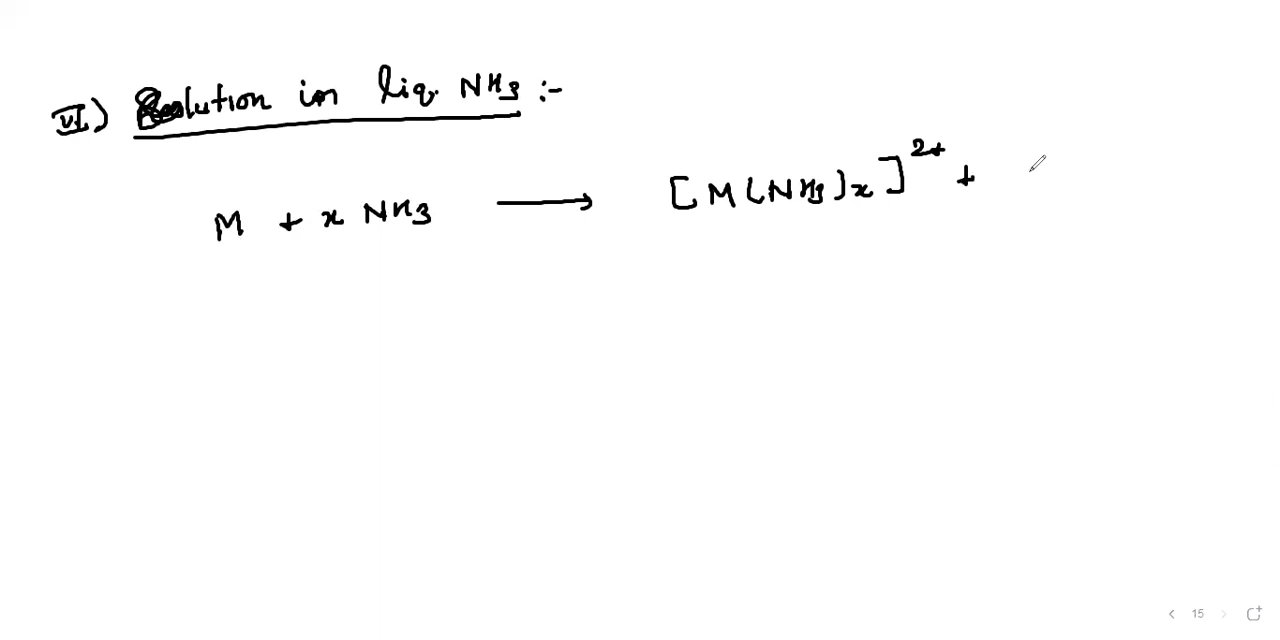 VI) Solution in liq. NH3 :-
M + x NH3 → [M(NH3)x]2+ +
< 15 >